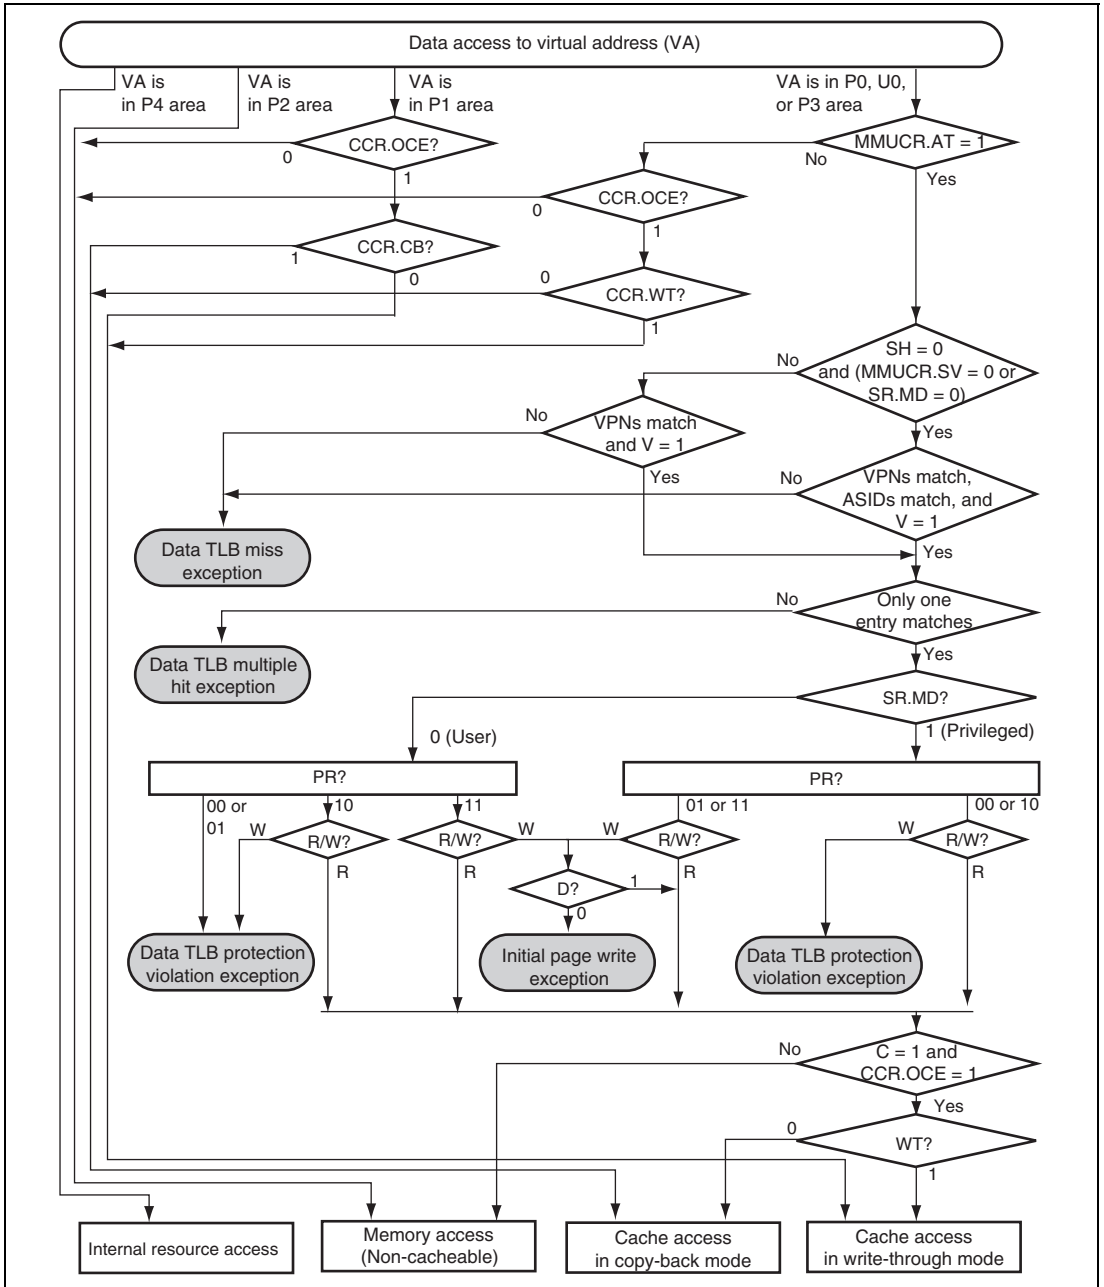 Data access to virtual address (VA)
VA is
in P4 area
VA is
in P2 area
VA is
in P1 area
VA is in P0, U0,
or P3 area
CCR.OCE?
0
1
MMUCR.AT = 1
No
Yes
CCR.OCE?
0
1
CCR.CB?
1
0
CCR.WT?
0
1
SH = 0
and (MMUCR.SV = 0 or
SR.MD = 0)
No
Yes
VPNs match
and V = 1
No
Yes
VPNs match,
ASIDs match, and
V = 1
No
Yes
Data TLB miss
exception
Only one
entry matches
No
Yes
Data TLB multiple
hit exception
SR.MD?
0 (User)
1 (Privileged)
PR?
PR?
00 or
01
10
11
01 or 11
00 or 10
W
R/W?
R
R/W?
W
R
W
R/W?
R
W
R/W?
R
D?
1
0
Data TLB protection
violation exception
Initial page write
exception
Data TLB protection
violation exception
C = 1 and
CCR.OCE = 1
No
Yes
WT?
0
1
Internal resource access
Memory access
(Non-cacheable)
Cache access
in copy-back mode
Cache access
in write-through mode